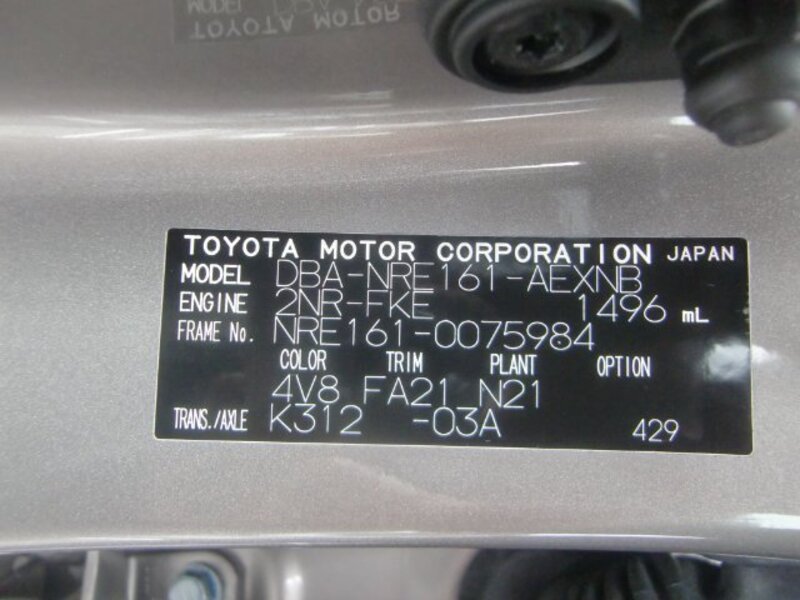 TOYOTA MOTOR CORPORATION JAPAN
MODEL DBA-NRE161-AEXNB
ENGINE 2NR-FKE 1496 mL
FRAME No. NRE161-0075984
COLOR TRIM PLANT OPTION
4V8 FA21 N21
TRANS./AXLE K312 -03A 429